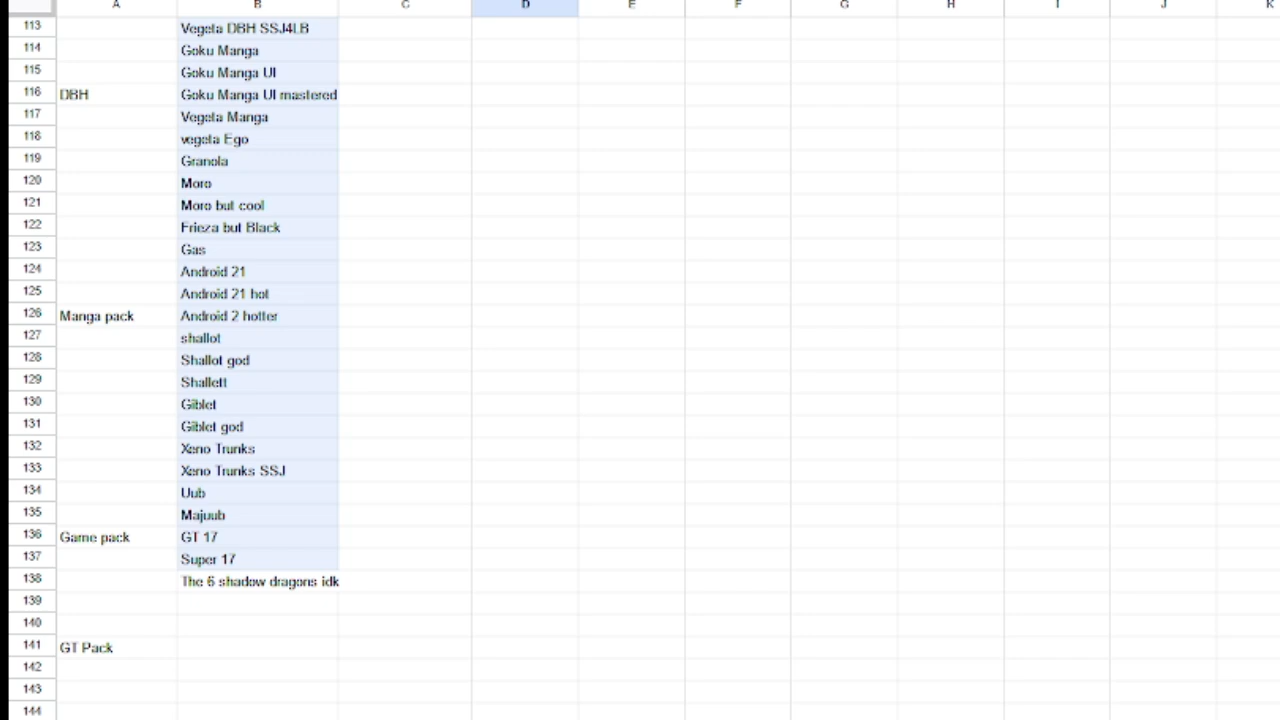 A B C D E F G H I J K
113 Vegeta DBH SSJ4LB
114 Goku Manga
115 Goku Manga UI
116 DBH Goku Manga UI mastered
117 Vegeta Manga
118 vegeta Ego
119 Granola
120 Moro
121 Moro but cool
122 Frieza but Black
123 Gas
124 Android 21
125 Android 21 hot
126 Manga pack Android 2 hotter
127 shallot
128 Shallot god
129 Shallett
130 Giblet
131 Giblet god
132 Xeno Trunks
133 Xeno Trunks SSJ
134 Uub
135 Majuub
136 Game pack GT 17
137 Super 17
138 The 6 shadow dragons idk
139
140
141 GT Pack
142
143
144